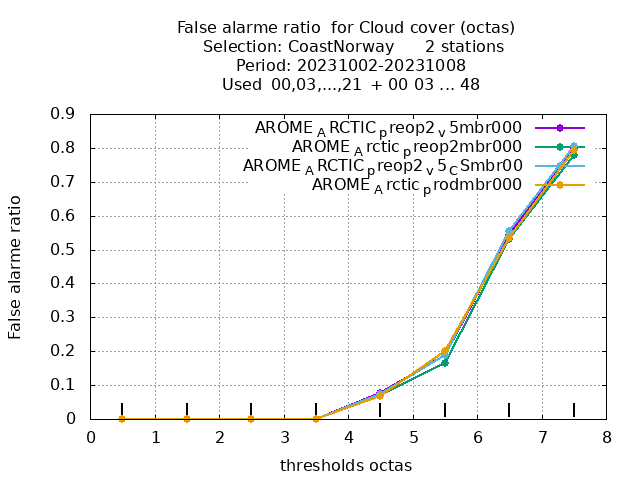 False alarme ratio  for Cloud cover (octas)
Selection: CoastNorway      2 stations
Period: 20231002-20231008
Used  00,03,...,21  + 00 03 ... 48
AROME_ARCTIC_preop2_v5mbr000
AROME_Arctic_preop2mbr000
AROME_ARCTIC_preop2_v5_CSmbr00
AROME_Arctic_prodmbr000
False alarme ratio
0.9
0.8
0.7
0.6
0.5
0.4
0.3
0.2
0.1
0
0 1 2 3 4 5 6 7 8
thresholds octas